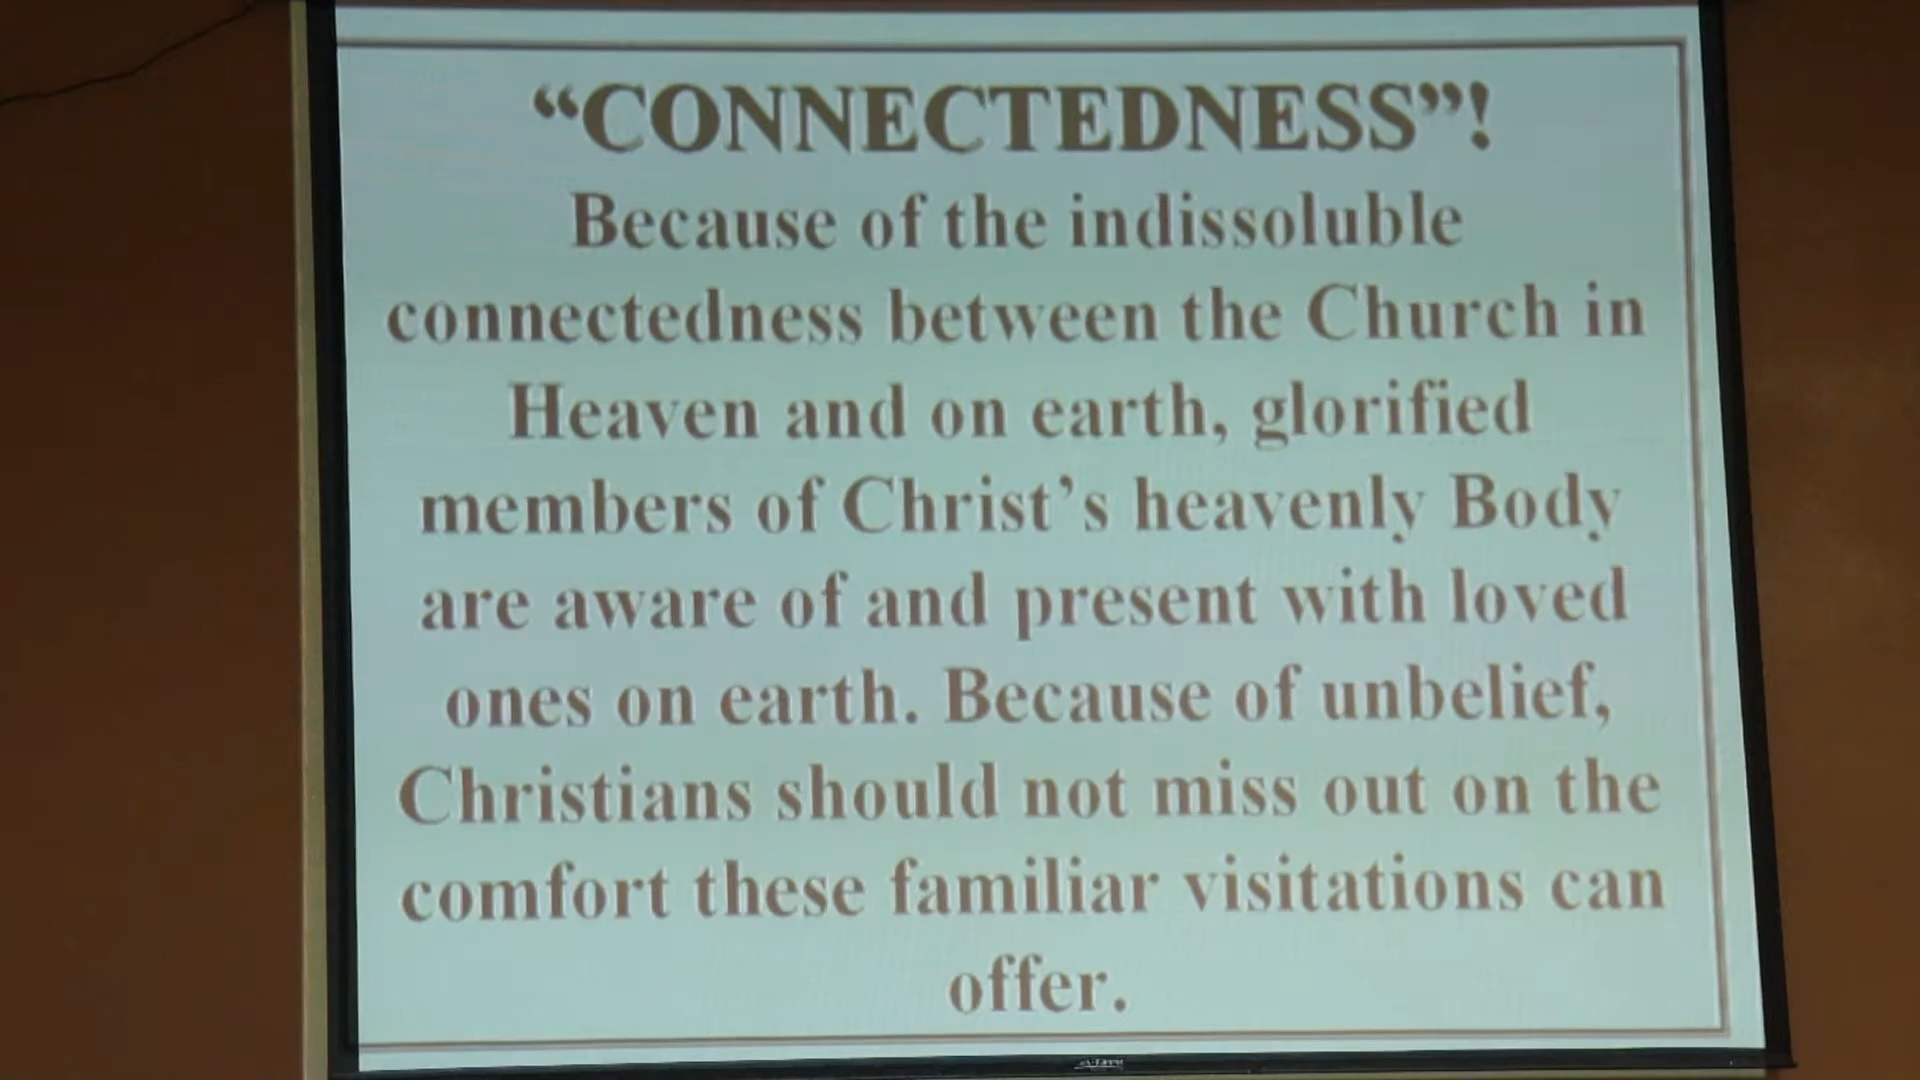 “CONNECTEDNESS”!
Because of the indissoluble
connectedness between the Church in
Heaven and on earth, glorified
members of Christ’s heavenly Body
are aware of and present with loved
ones on earth. Because of unbelief,
Christians should not miss out on the
comfort these familiar visitations can
offer.